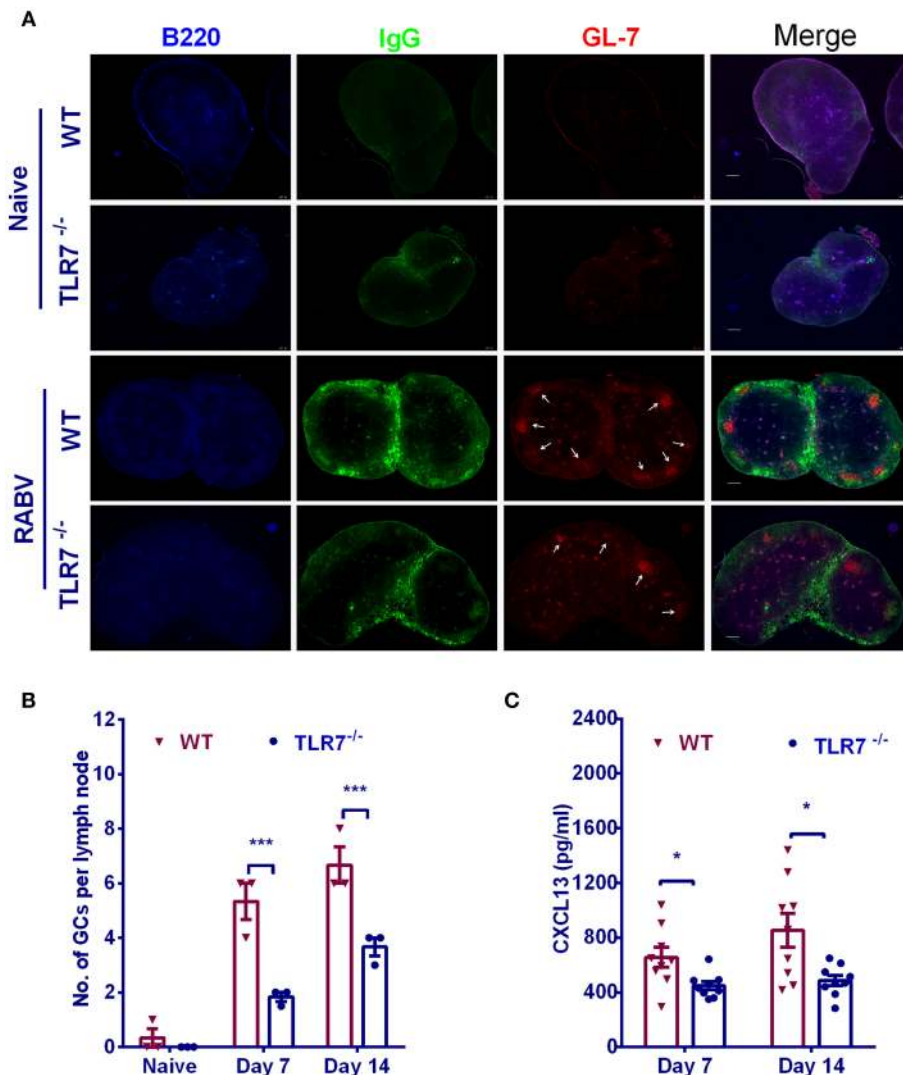 A
B220 IgG GL-7 Merge
Naive
WT
TLR7 -/-
RABV
WT
TLR7 -/-
B
WT TLR7-/-
No. of GCs per lymph node
12
10
8
6
4
2
0
***
***
Naive Day 7 Day 14
C
WT TLR7 -/-
CXCL13 (pg/ml)
2400
2000
1600
1200
800
400
0
*
*
Day 7 Day 14